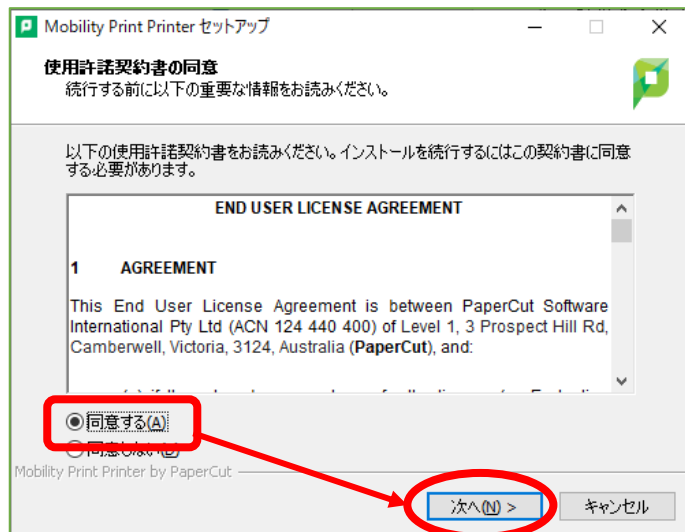 Mobility Print Printer セットアップ
使用許諾契約書の同意
続行する前に以下の重要な情報をお読みください。
以下の使用許諾契約書をお読みください。インストールを続行するにはこの契約書に同意
する必要があります。
END USER LICENSE AGREEMENT
1 AGREEMENT
This End User License Agreement is between PaperCut Software
International Pty Ltd (ACN 124 440 400) of Level 1, 3 Prospect Hill Rd,
Camberwell, Victoria, 3124, Australia (PaperCut), and:
同意する(A)
同意しない(D)
Mobility Print Printer by PaperCut
次へ(N) >
キャンセル